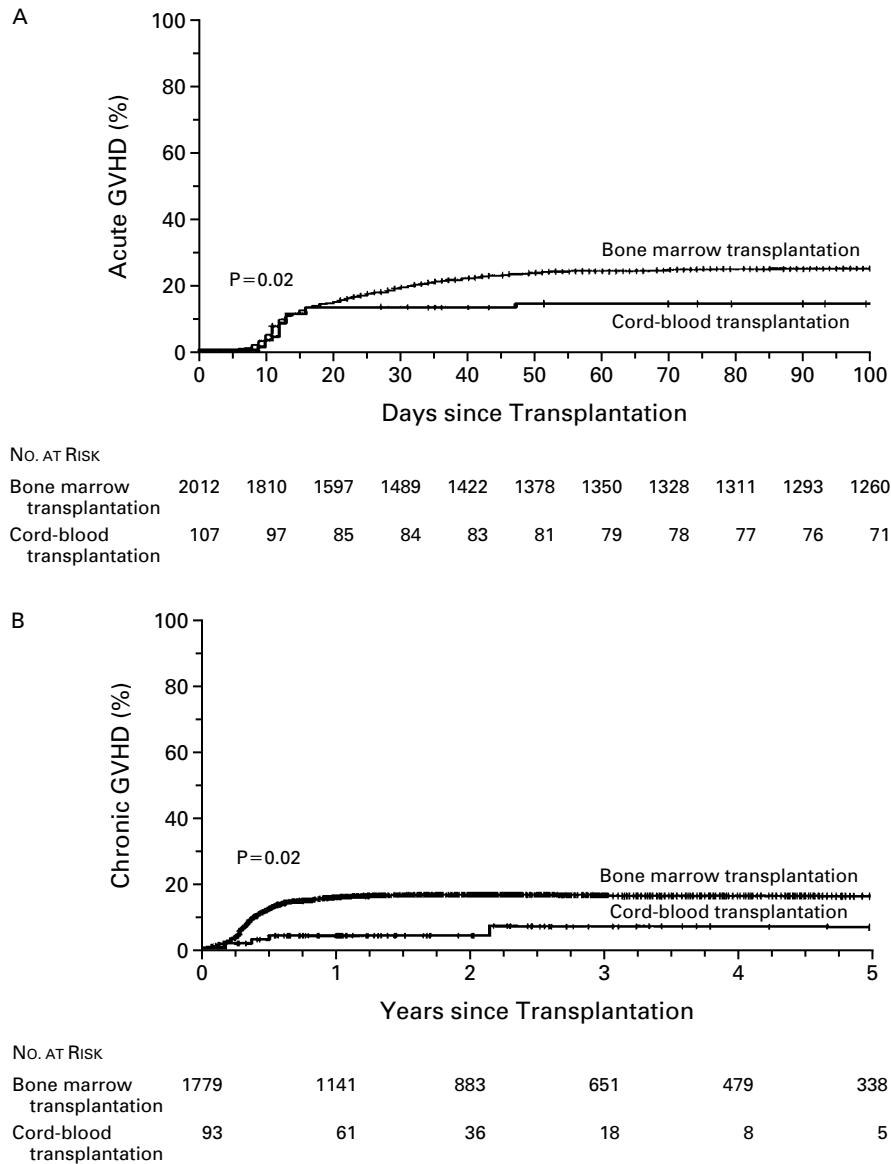 A
100
80
60
40
20
0
Acute GVHD (%)
P=0.02
Bone marrow transplantation
Cord-blood transplantation
0 10 20 30 40 50 60 70 80 90 100
Days since Transplantation
NO. AT RISK
Bone marrow transplantation 2012 1810 1597 1489 1422 1378 1350 1328 1311 1293 1260
Cord-blood transplantation 107 97 85 84 83 81 79 78 77 76 71
B
100
80
60
40
20
0
Chronic GVHD (%)
P=0.02
Bone marrow transplantation
Cord-blood transplantation
0 1 2 3 4 5
Years since Transplantation
NO. AT RISK
Bone marrow transplantation 1779 1141 883 651 479 338
Cord-blood transplantation 93 61 36 18 8 5